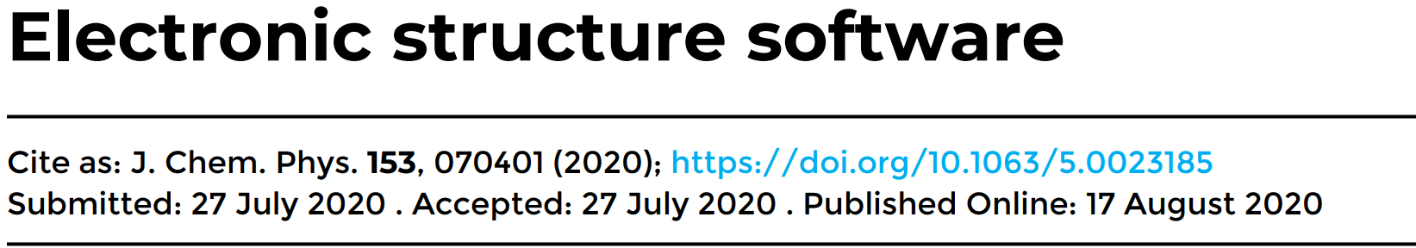 Electronic structure software
Cite as: J. Chem. Phys. 153, 070401 (2020); https://doi.org/10.1063/5.0023185
Submitted: 27 July 2020 . Accepted: 27 July 2020 . Published Online: 17 August 2020